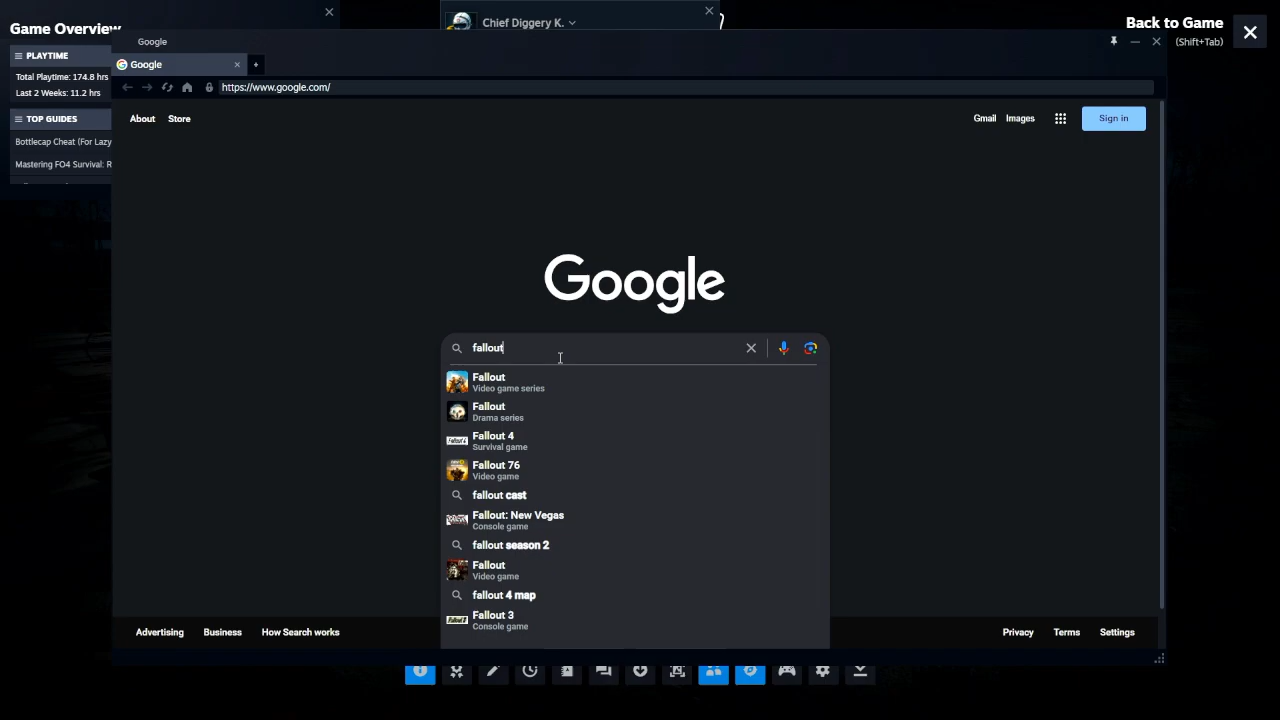 Game Overview
Chief Diggery K.
Back to Game
(Shift+Tab)
Google
PLAYTIME
Google
Total Playtime: 174.8 hrs
Last 2 Weeks: 11.2 hrs
https://www.google.com/
TOP GUIDES
About Store
Gmail Images
Sign in
Bottlecap Cheat (For Lazy
Mastering FO4 Survival: R
Google
fallout
Fallout
Video game series
Fallout
Drama series
Fallout 4
Survival game
Fallout 76
Video game
fallout cast
Fallout: New Vegas
Console game
fallout season 2
Fallout
Video game
fallout 4 map
Fallout 3
Console game
Advertising Business How Search works
Privacy Terms Settings